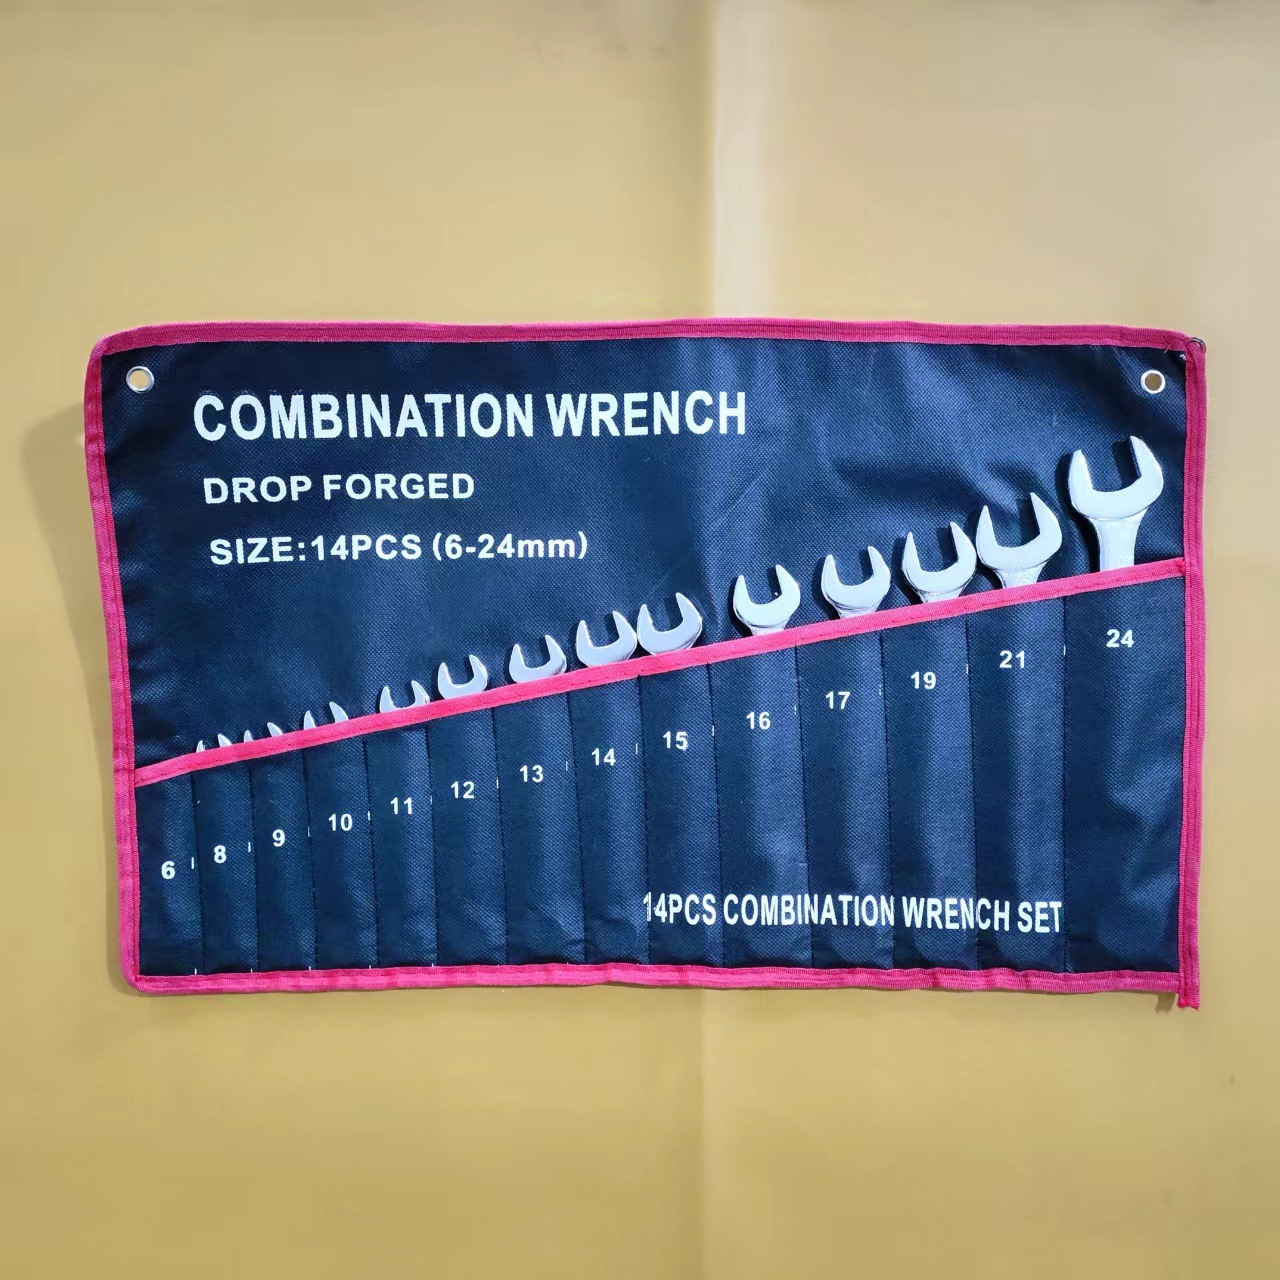 COMBINATION WRENCH
DROP FORGED
SIZE:14PCS (6-24mm)
6 8 9 10 11 12 13 14 15 16 17 19 21 24
14PCS COMBINATION WRENCH SET